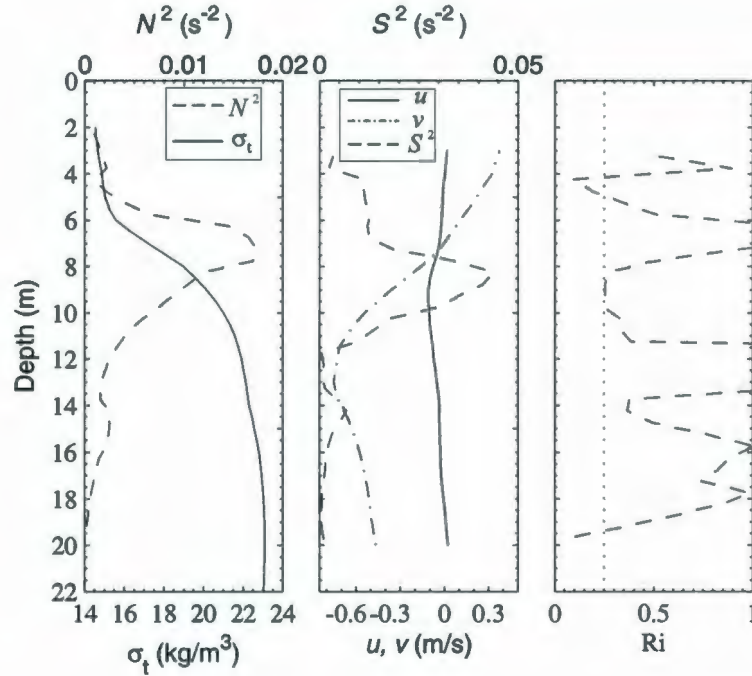 N² (s⁻²)
S² (s⁻²)
0 0.01 0.02
0 0.05
Depth (m)
0
2
4
6
8
10
12
14
16
18
20
22
N²
σt
u
v
S²
14 16 18 20 22 24
-0.6 -0.3 0 0.3
0 0.5 1
σt (kg/m³)
u, v (m/s)
Ri